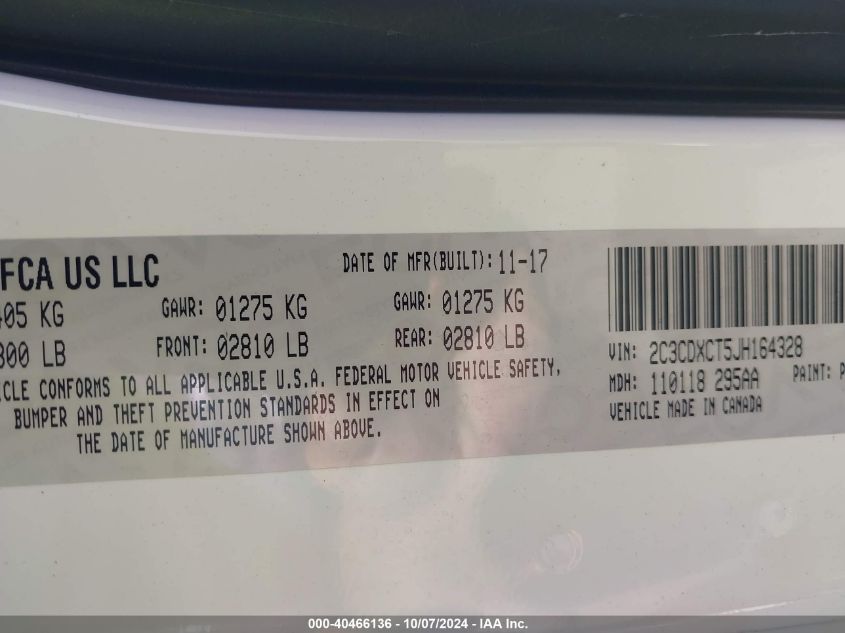 FCA US LLC
DATE OF MFR(BUILT): 11-17
405 KG GAWR: 01275 KG GAWR: 01275 KG
300 LB FRONT: 02810 LB REAR: 02810 LB
CLE CONFORMS TO ALL APPLICABLE U.S.A. FEDERAL MOTOR VEHICLE SAFETY,
BUMPER AND THEFT PREVENTION STANDARDS IN EFFECT ON
THE DATE OF MANUFACTURE SHOWN ABOVE.
VIN: 2C3CDXCT5JH164328
MDH: 110118 295AA PAINT: P
VEHICLE MADE IN CANADA
000-40466136 - 10/07/2024 - IAA Inc.